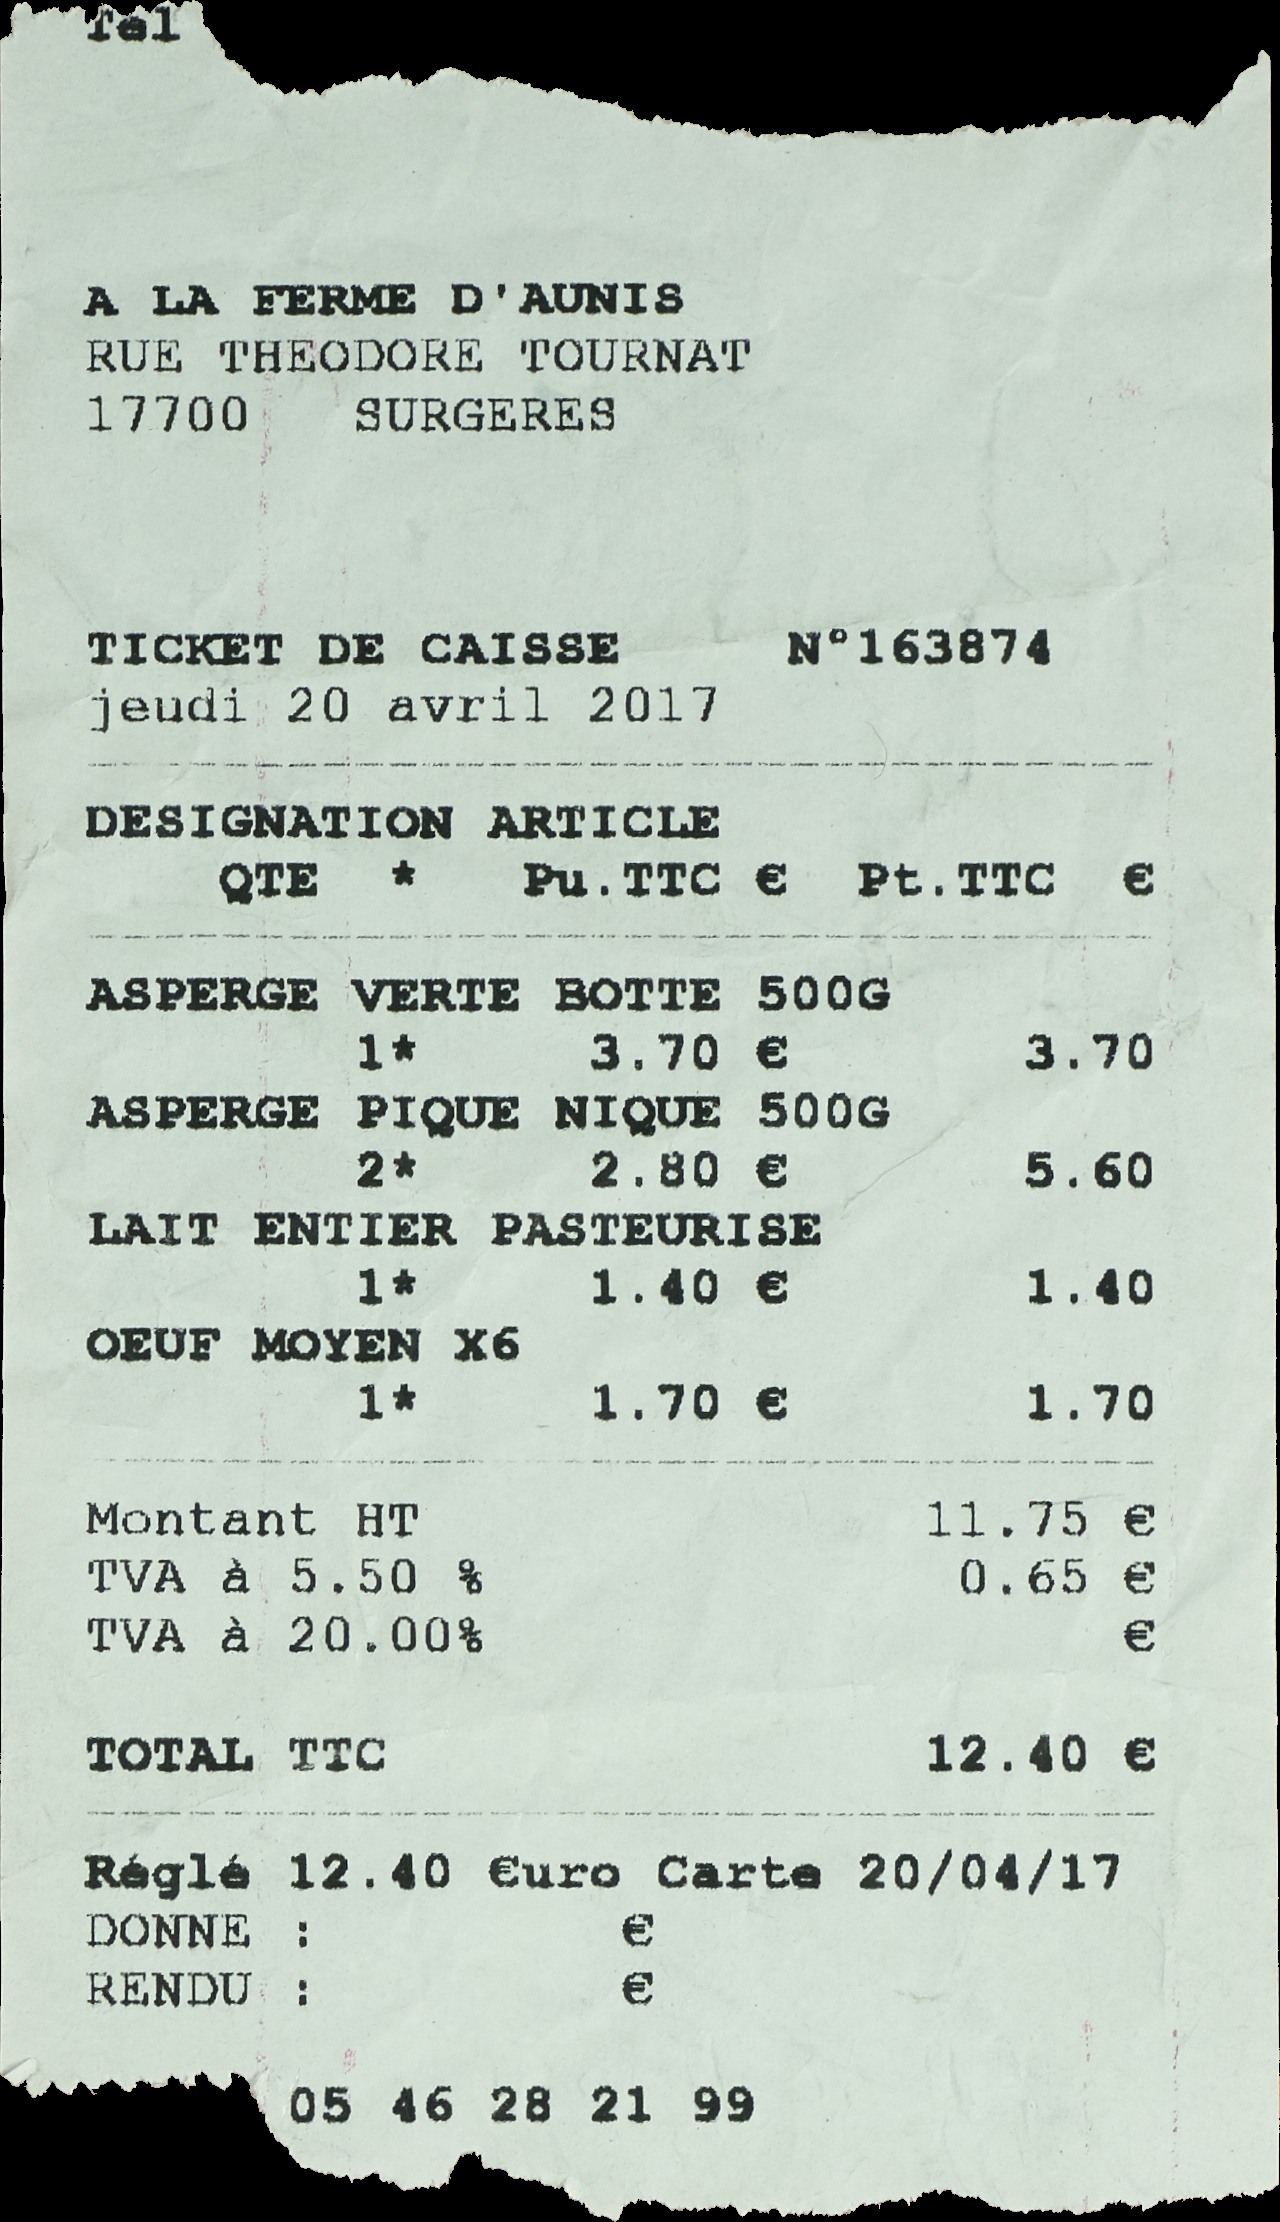 Tel
A LA FERME D'AUNIS
RUE THEODORE TOURNAT
17700 SURGERES
TICKET DE CAISSE N°163874
jeudi 20 avril 2017
DESIGNATION ARTICLE
QTE * Pu.TTC € Pt.TTC €
ASPERGE VERTE BOTTE 500G
1* 3.70 € 3.70
ASPERGE PIQUE NIQUE 500G
2* 2.80 € 5.60
LAIT ENTIER PASTEURISE
1* 1.40 € 1.40
OEUF MOYEN X6
1* 1.70 € 1.70
Montant HT 11.75 €
TVA à 5.50 % 0.65 €
TVA à 20.00% €
TOTAL TTC 12.40 €
Réglé 12.40 €uro Carte 20/04/17
DONNE : €
RENDU : €
05 46 28 21 99